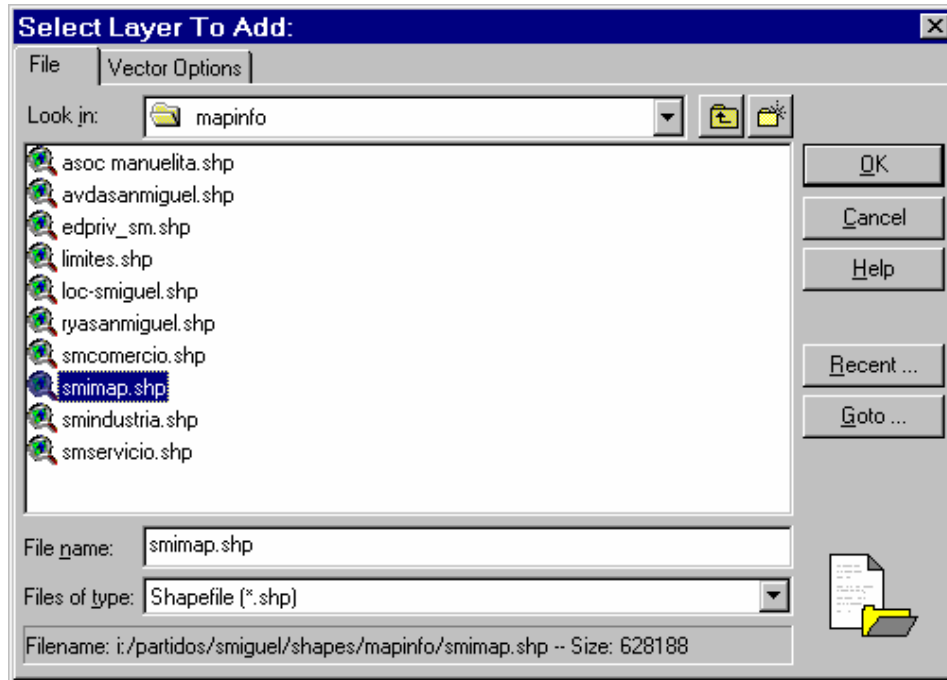 Select Layer To Add:
File
Vector Options
Look in:
mapinfo
asoc manuelita.shp
avdasanmiguel.shp
edpriv_sm.shp
limites.shp
loc-smiguel.shp
ryasanmiguel.shp
smcomercio.shp
smimap.shp
smindustria.shp
smservicio.shp
OK
Cancel
Help
Recent ...
Goto ...
File name:
smimap.shp
Files of type:
Shapefile (*.shp)
Filename: i:/partidos/smiguel/shapes/mapinfo/smimap.shp -- Size: 628188